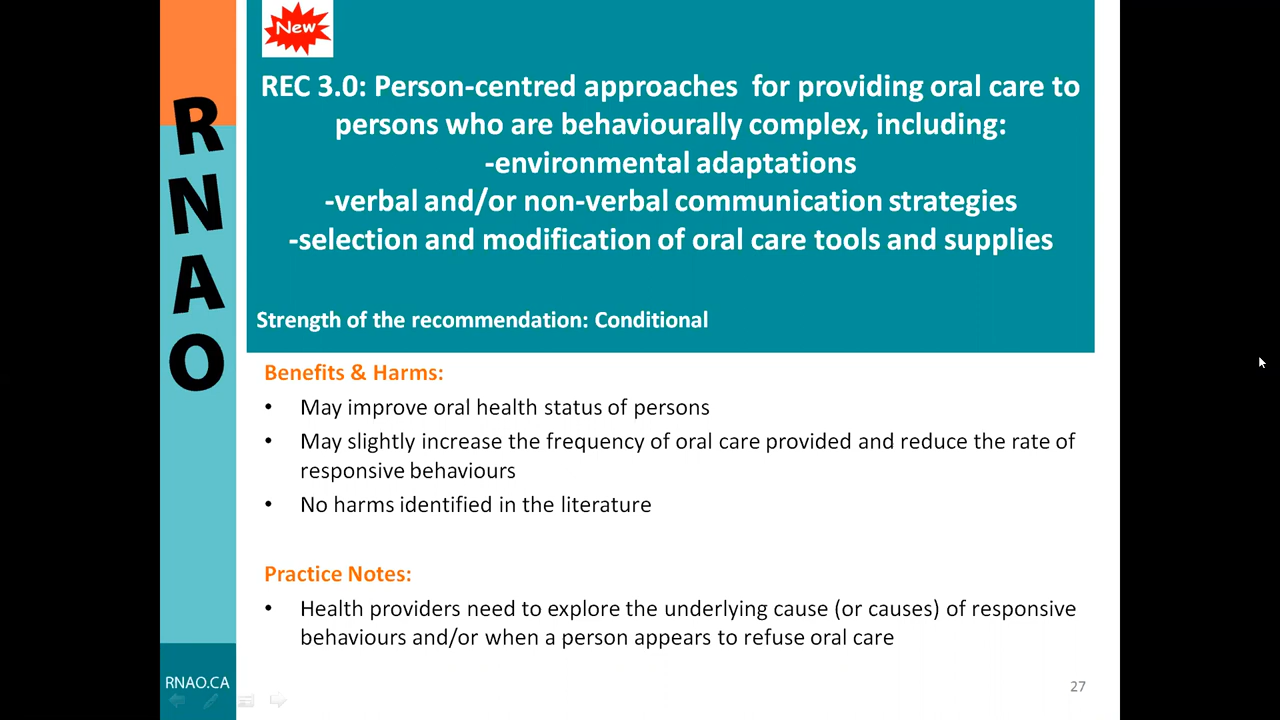 New
REC 3.0: Person-centred approaches for providing oral care to
persons who are behaviourally complex, including:
-environmental adaptations
-verbal and/or non-verbal communication strategies
-selection and modification of oral care tools and supplies
Strength of the recommendation: Conditional
RNAO
Benefits & Harms:
• May improve oral health status of persons
• May slightly increase the frequency of oral care provided and reduce the rate of
responsive behaviours
• No harms identified in the literature
Practice Notes:
• Health providers need to explore the underlying cause (or causes) of responsive
behaviours and/or when a person appears to refuse oral care
RNAO.CA
27